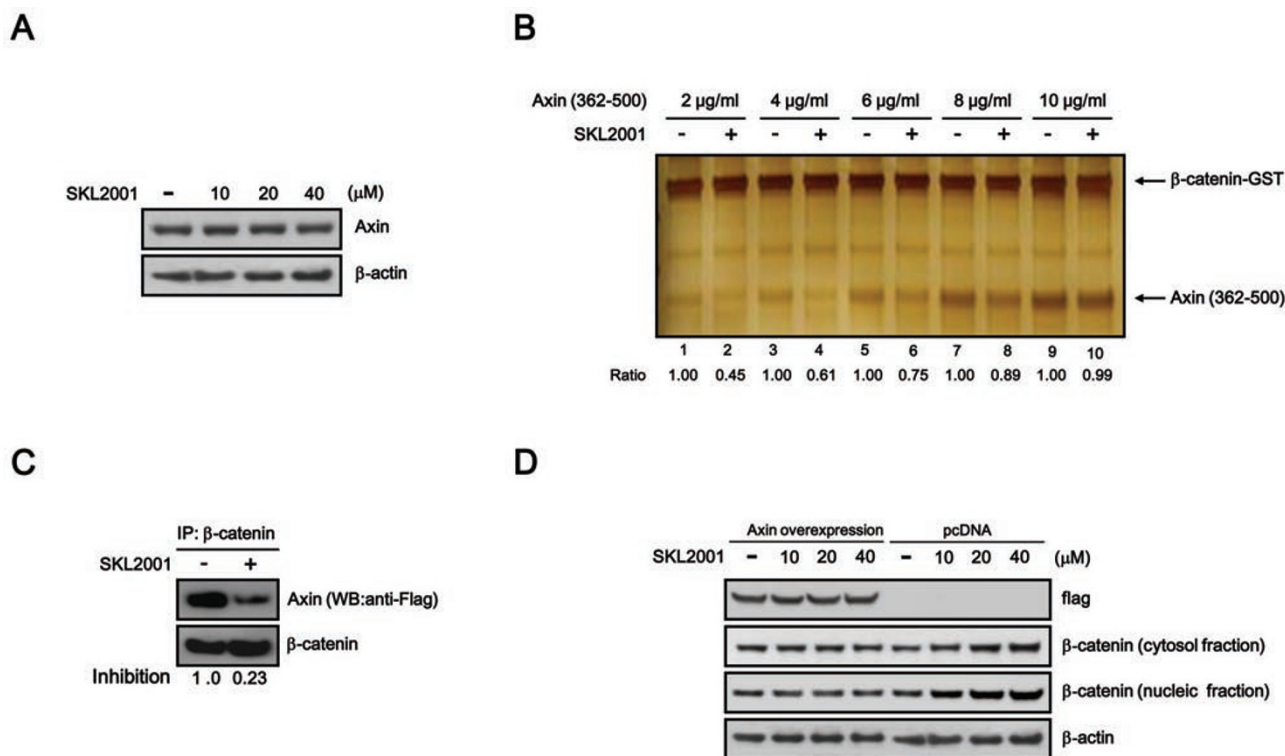 A
SKL2001 - 10 20 40 (μM)
Axin
β-actin
B
Axin (362-500) 2 μg/ml 4 μg/ml 6 μg/ml 8 μg/ml 10 μg/ml
SKL2001 - + - + - + - + - +
β-catenin-GST
Axin (362-500)
1 2 3 4 5 6 7 8 9 10
Ratio 1.00 0.45 1.00 0.61 1.00 0.75 1.00 0.89 1.00 0.99
C
IP: β-catenin
SKL2001 - +
Axin (WB:anti-Flag)
β-catenin
Inhibition 1 .0 0.23
D
Axin overexpression pcDNA
SKL2001 - 10 20 40 - 10 20 40 (μM)
flag
β-catenin (cytosol fraction)
β-catenin (nucleic fraction)
β-actin